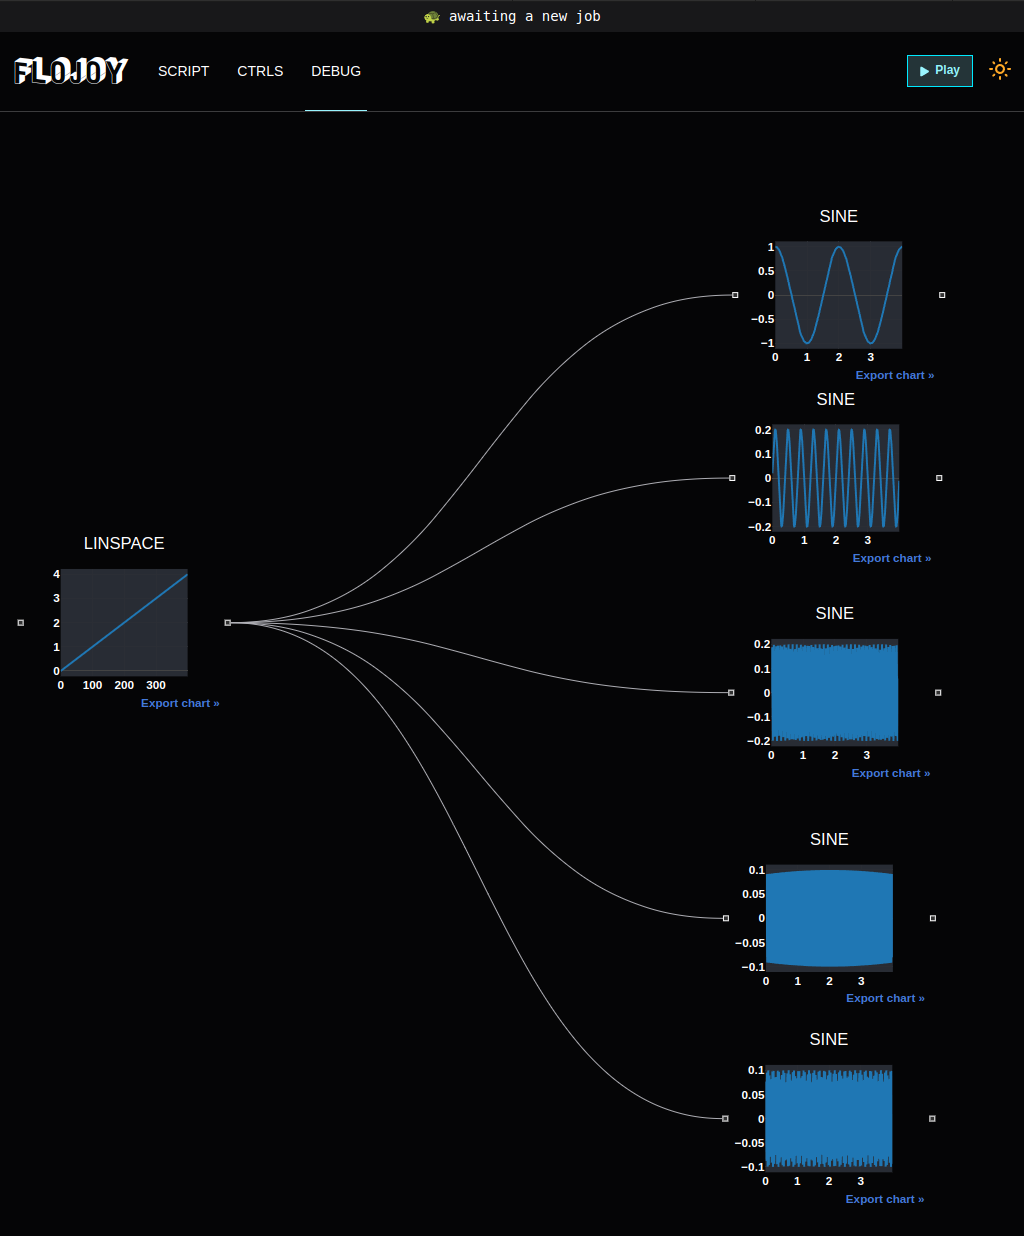 🐢 awaiting a new job
FLOJOY SCRIPT CTRLS DEBUG Play
SINE
1
0.5
0
−0.5
−1
0 1 2 3
Export chart »
SINE
0.2
0.1
0
−0.1
−0.2
0 1 2 3
Export chart »
LINSPACE
4
3
2
1
0
0 100 200 300
Export chart »
SINE
0.2
0.1
0
−0.1
−0.2
0 1 2 3
Export chart »
SINE
0.1
0.05
0
−0.05
−0.1
0 1 2 3
Export chart »
SINE
0.1
0.05
0
−0.05
−0.1
0 1 2 3
Export chart »